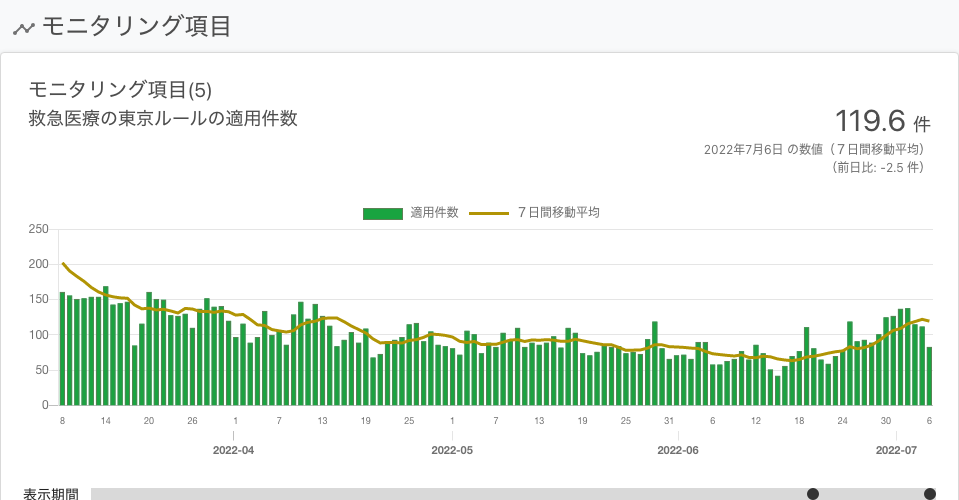 モニタリング項目
モニタリング項目(5)
救急医療の東京ルールの適用件数
119.6 件
2022年7月6日 の数値（７日間移動平均）
（前日比: -2.5 件）
適用件数 ７日間移動平均
250
200
150
100
50
0
8 14 20 26 1 7 13 19 25 1 7 13 19 25 31 6 12 18 24 30 6
2022-04 2022-05 2022-06 2022-07
表示期間